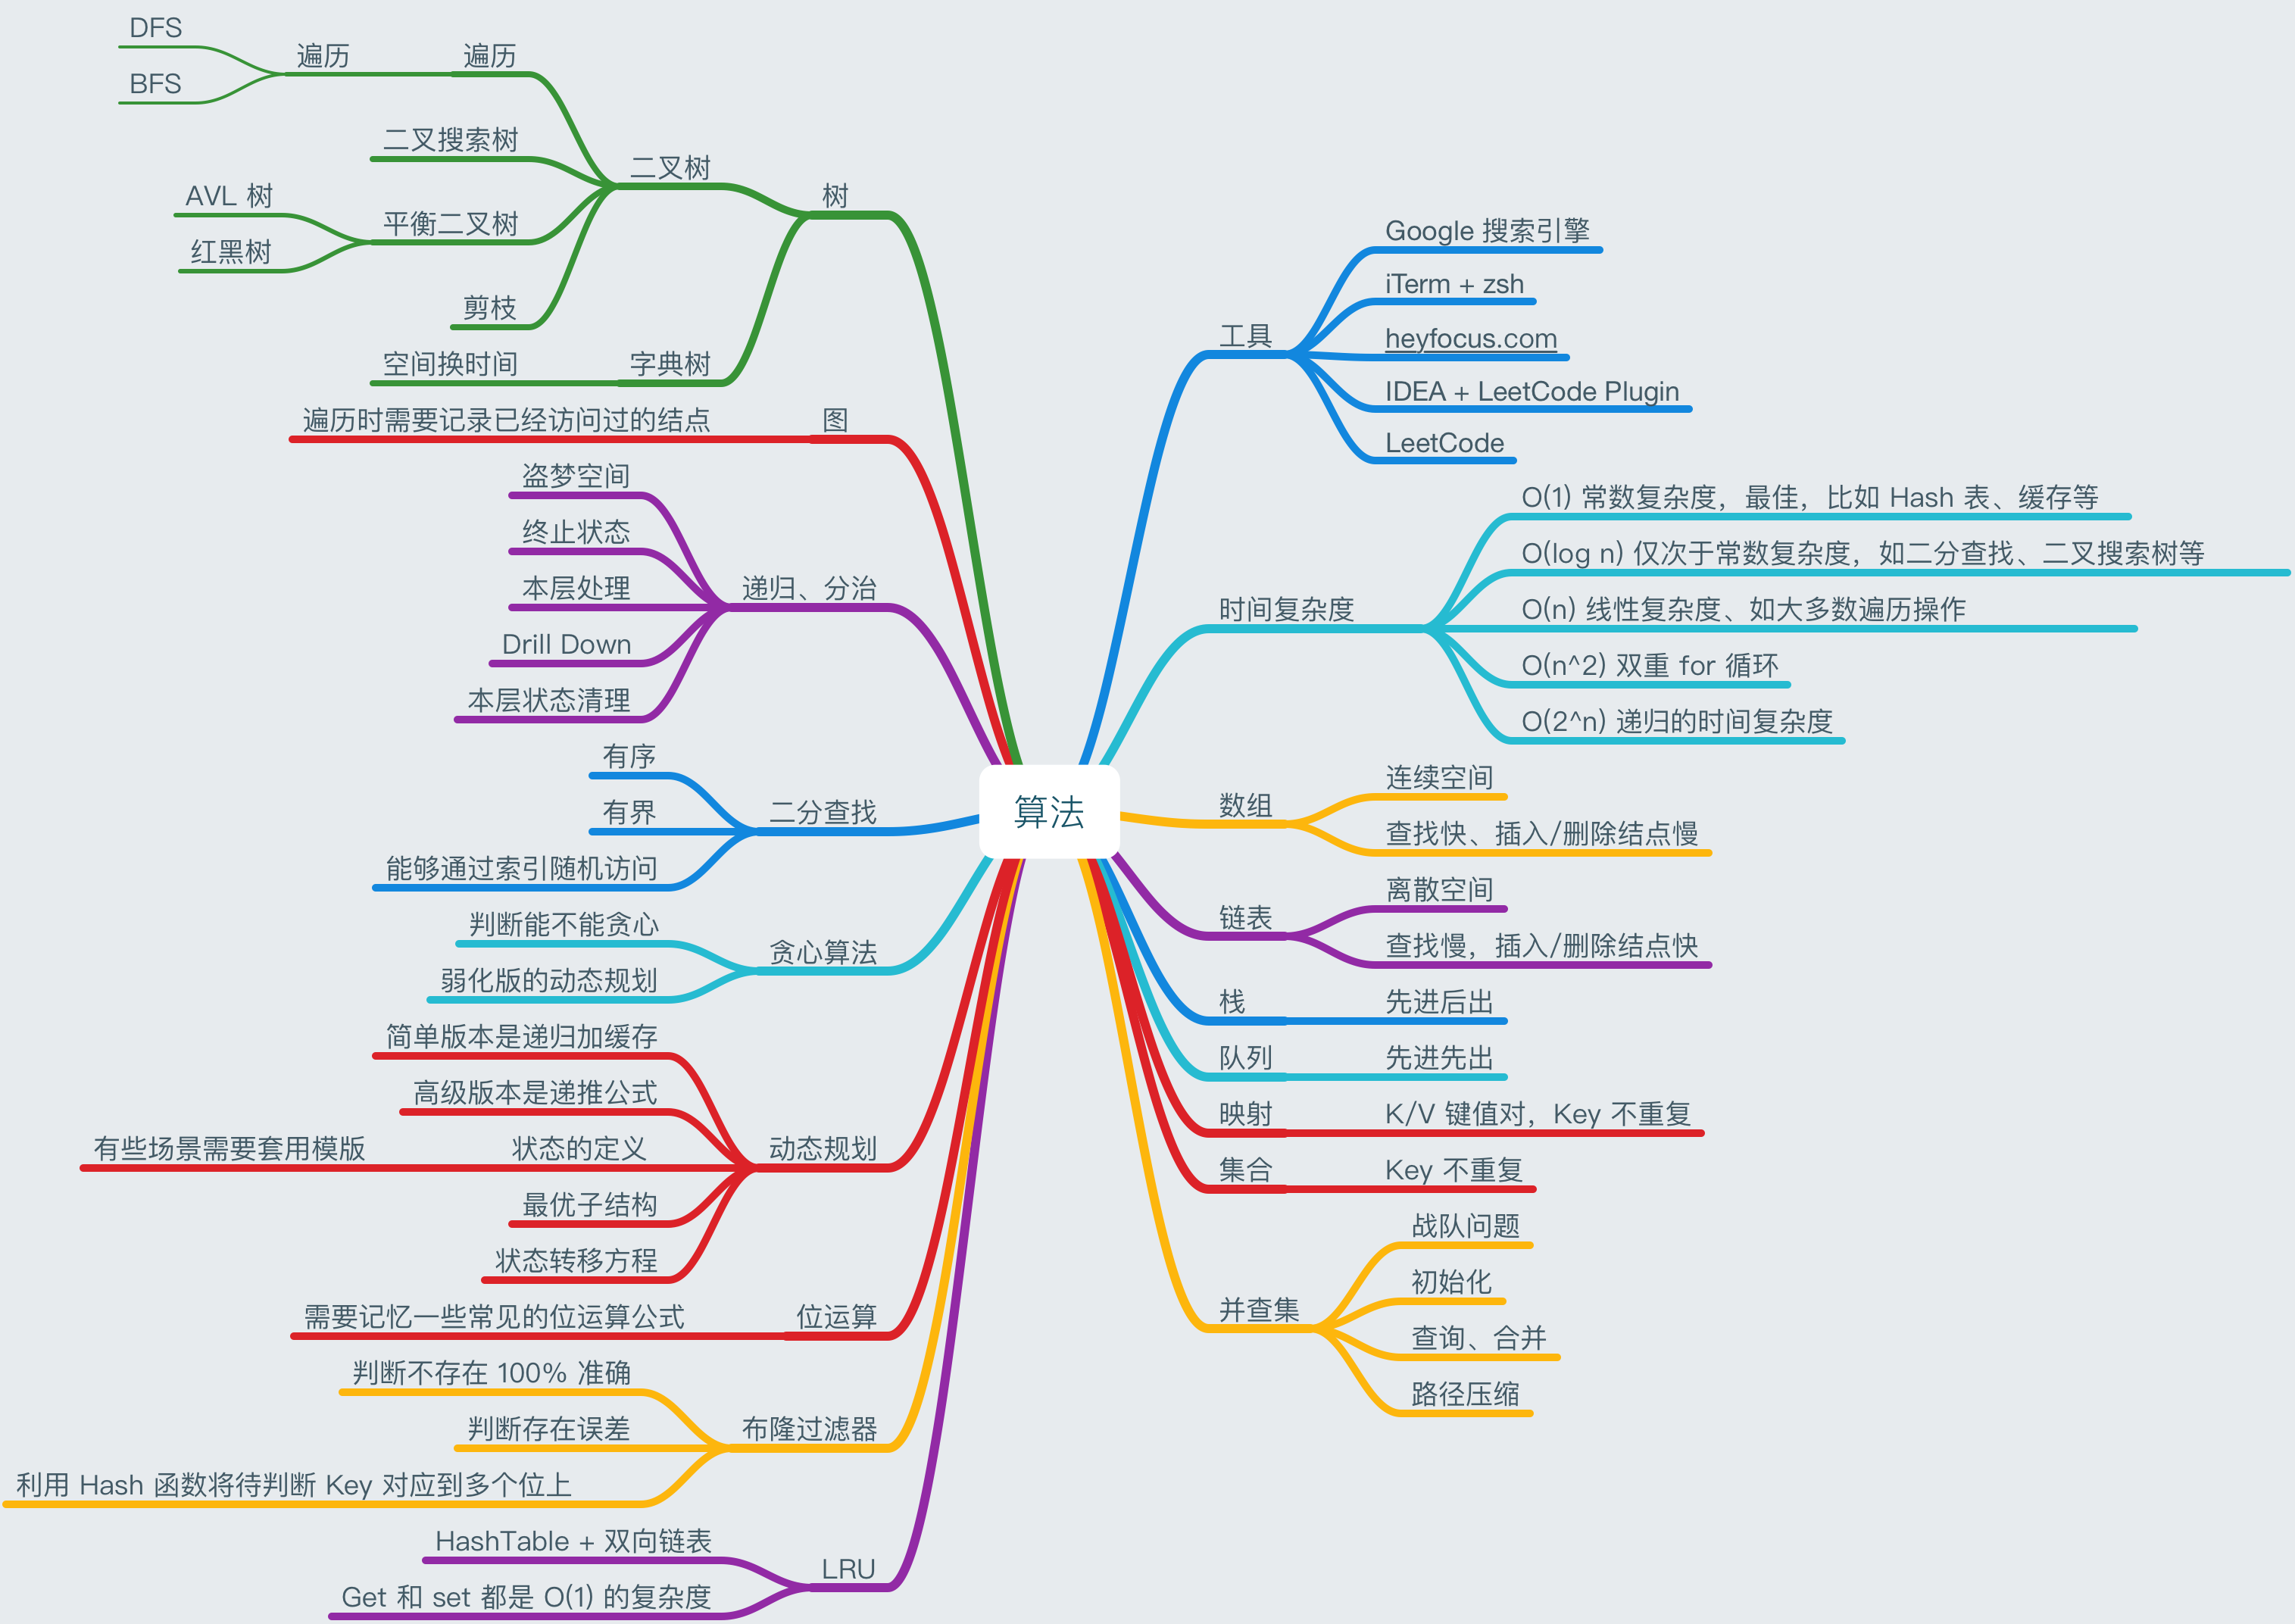 算法
工具
Google 搜索引擎
iTerm + zsh
heyfocus.com
IDEA + LeetCode Plugin
LeetCode
时间复杂度
O(1) 常数复杂度，最佳，比如 Hash 表、缓存等
O(log n) 仅次于常数复杂度，如二分查找、二叉搜索树等
O(n) 线性复杂度、如大多数遍历操作
O(n^2) 双重 for 循环
O(2^n) 递归的时间复杂度
数组
连续空间
查找快、插入/删除结点慢
链表
离散空间
查找慢，插入/删除结点快
栈
先进后出
队列
先进先出
映射
K/V 键值对，Key 不重复
集合
Key 不重复
并查集
战队问题
初始化
查询、合并
路径压缩
树
二叉树
遍历
遍历
DFS
BFS
二叉搜索树
平衡二叉树
AVL 树
红黑树
剪枝
字典树
空间换时间
图
遍历时需要记录已经访问过的结点
递归、分治
盗梦空间
终止状态
本层处理
Drill Down
本层状态清理
二分查找
有序
有界
能够通过索引随机访问
贪心算法
判断能不能贪心
弱化版的动态规划
动态规划
简单版本是递归加缓存
高级版本是递推公式
状态的定义
有些场景需要套用模版
最优子结构
状态转移方程
位运算
需要记忆一些常见的位运算公式
布隆过滤器
判断不存在 100% 准确
判断存在误差
利用 Hash 函数将待判断 Key 对应到多个位上
LRU
HashTable + 双向链表
Get 和 set 都是 O(1) 的复杂度